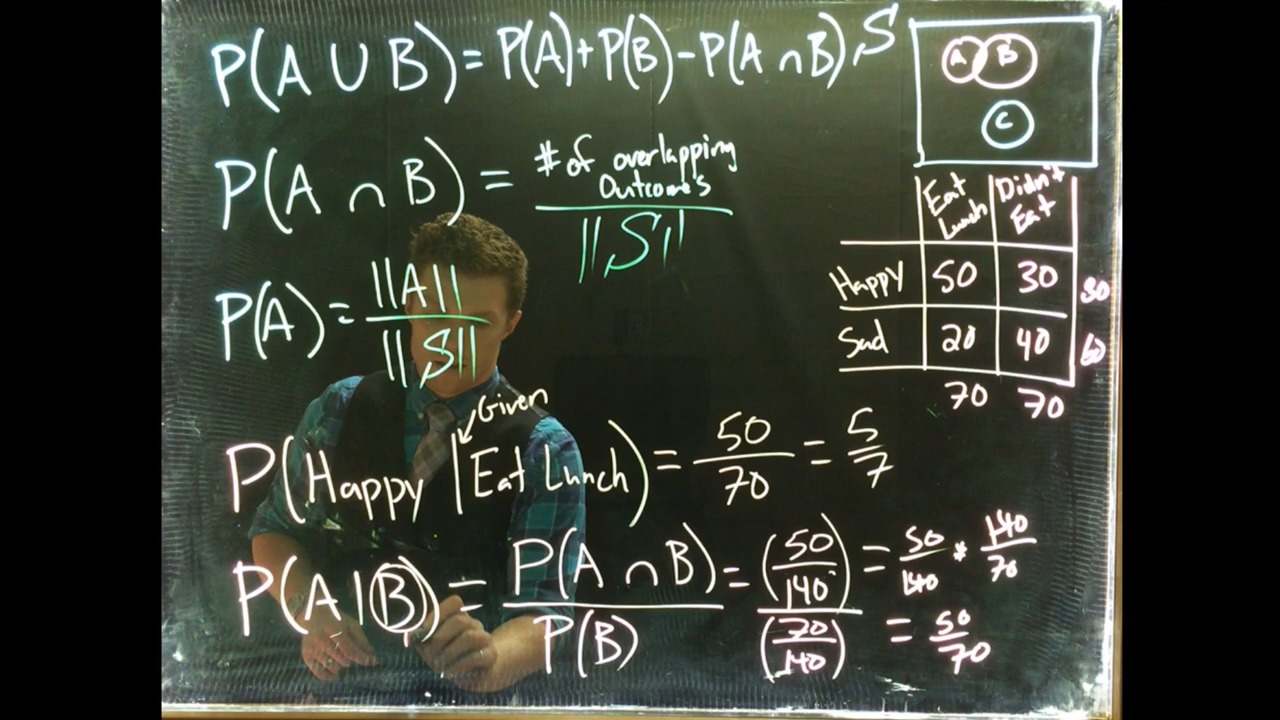 P(A ∪ B) = P(A) + P(B) - P(A ∩ B) , S
A B
C
P(A ∩ B) = # of overlapping
Outcomes
||S||
Eat Lunch Didn't Eat
Happy 50 30 80
Sad 20 40 60
70 70
P(A) = ||A||
||S||
Given
P(Happy | Eat Lunch) = 50/70 = 5/7
P(A | B) = P(A ∩ B)/P(B) = (50/140)/(70/140) = 50/140 * 140/70
= 50/70